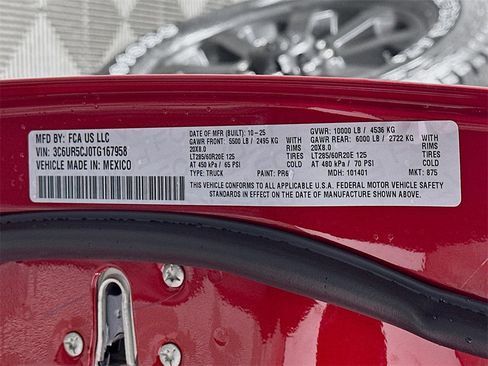 MFD BY: FCA US LLC
VIN: 3C6UR5CJ0TG167958
VEHICLE MADE IN: MEXICO
DATE OF MFR (BUILT): 10-25
GAWR FRONT: 5500 LB / 2495 KG
WITH
20X8.0 RIMS
LT285/60R20E 125
AT 450 kPa / 65 PSI COLD
TYPE: TRUCK PAINT: PR6
GVWR: 10000 LB / 4536 KG
GAWR REAR: 6000 LB / 2722 KG
WITH
20X8.0 RIMS
LT285/60R20E 125
AT 480 kPa / 70 PSI COLD
MDH: 101401 MKT: 875
THIS VEHICLE CONFORMS TO ALL APPLICABLE U.S.A. FEDERAL MOTOR VEHICLE SAFETY
STANDARDS IN EFFECT ON THE DATE OF MANUFACTURE SHOWN ABOVE.